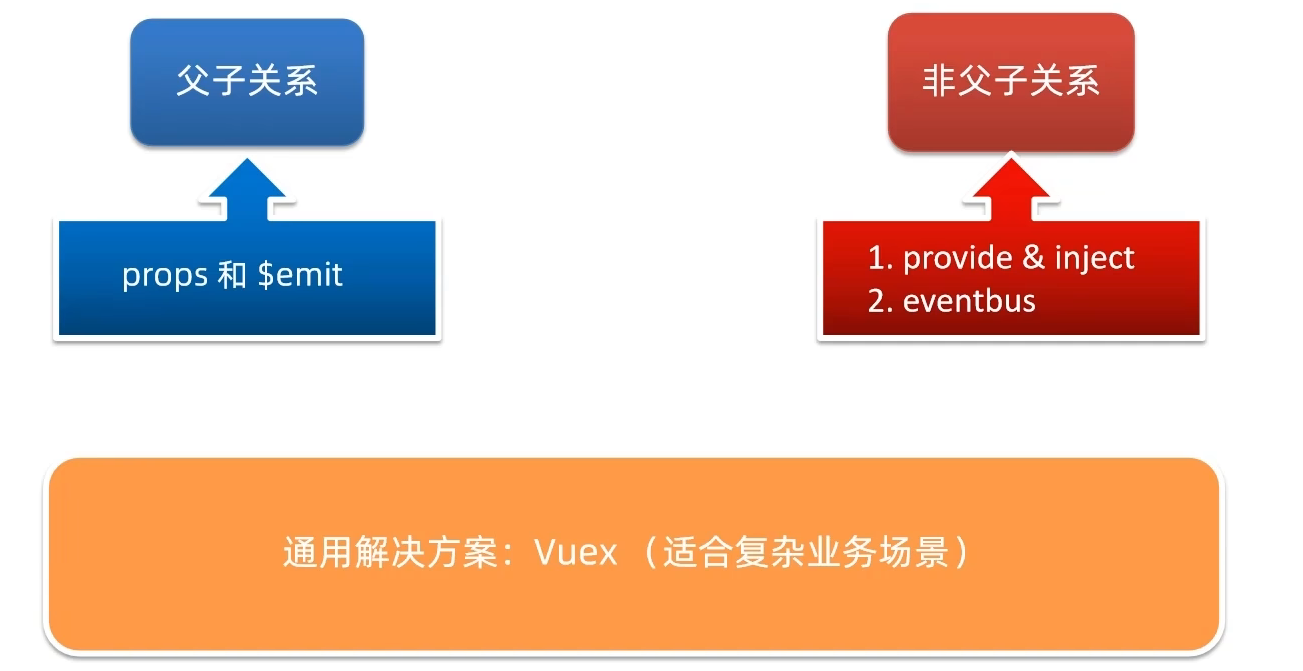 父子关系
非父子关系
props 和 $emit
1. provide & inject
2. eventbus
通用解决方案：Vuex（适合复杂业务场景）